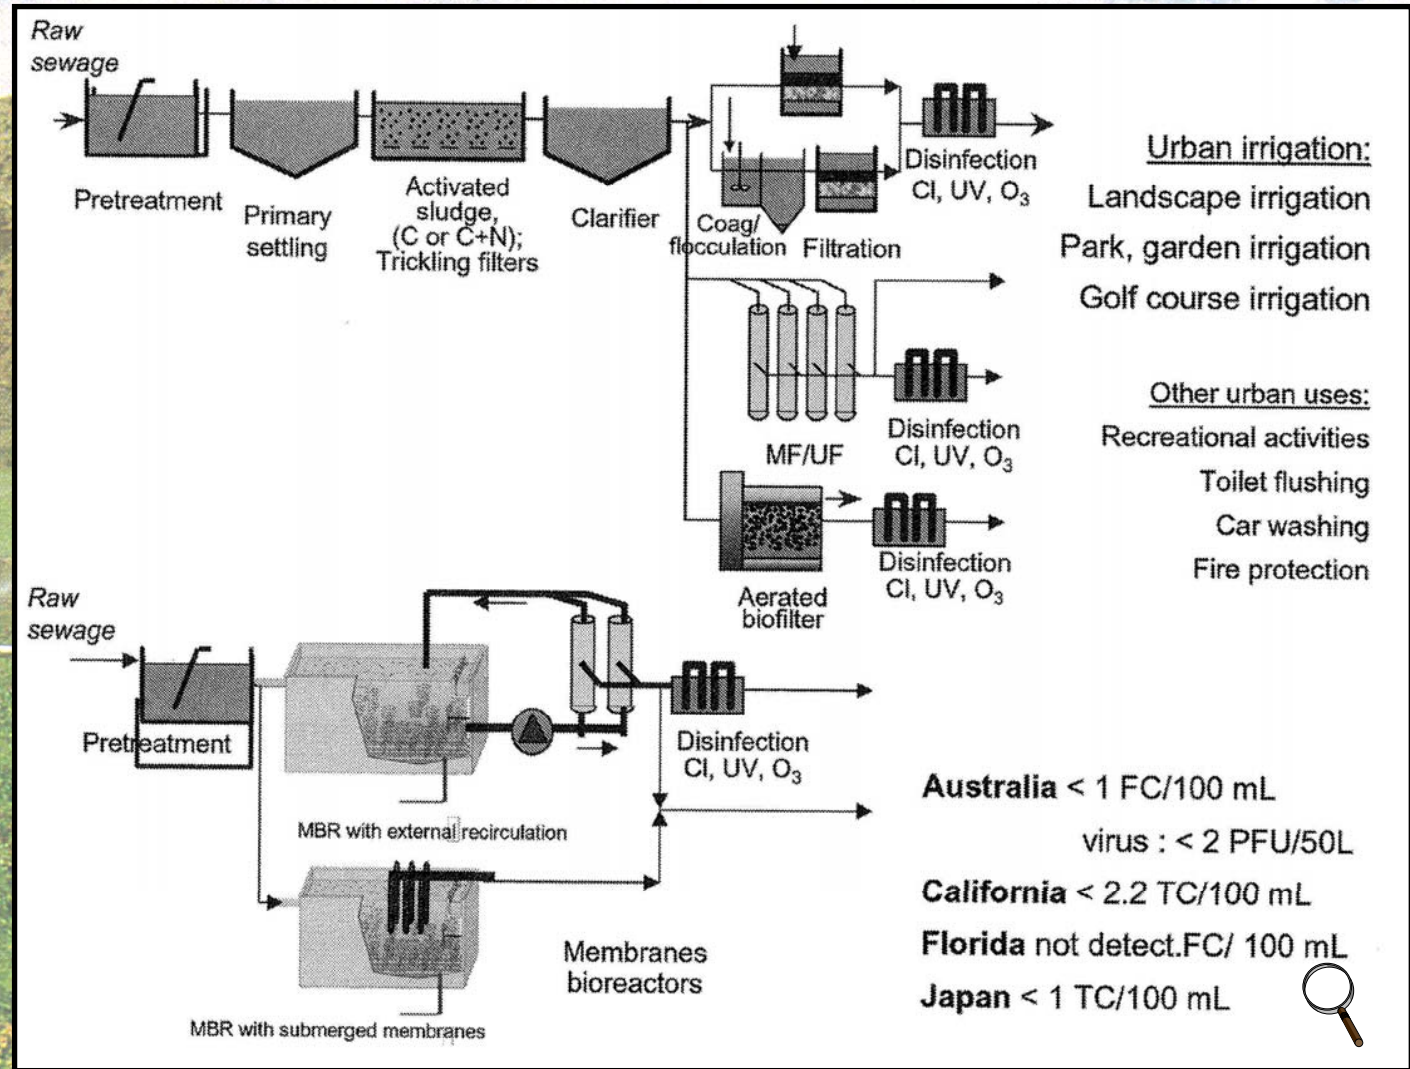 Raw
sewage
Pretreatment
Primary
settling
Activated
sludge,
(C or C+N);
Trickling filters
Clarifier
Coag/
flocculation
Filtration
Disinfection
Cl, UV, O₃
MF/UF
Disinfection
Cl, UV, O₃
Aerated
biofilter
Disinfection
Cl, UV, O₃
Urban irrigation:
Landscape irrigation
Park, garden irrigation
Golf course irrigation
Other urban uses:
Recreational activities
Toilet flushing
Car washing
Fire protection
Raw
sewage
Pretreatment
MBR with external recirculation
Disinfection
Cl, UV, O₃
MBR with submerged membranes
Membranes
bioreactors
Australia < 1 FC/100 mL
virus : < 2 PFU/50L
California < 2.2 TC/100 mL
Florida not detect.FC/ 100 mL
Japan < 1 TC/100 mL